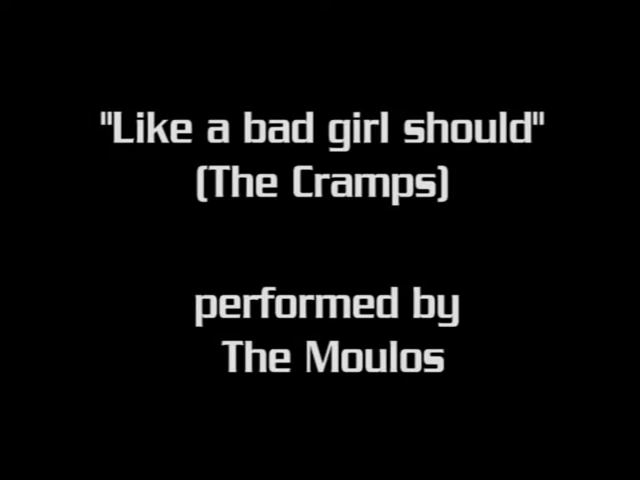 "Like a bad girl should"
(The Cramps)
performed by
The Moulos